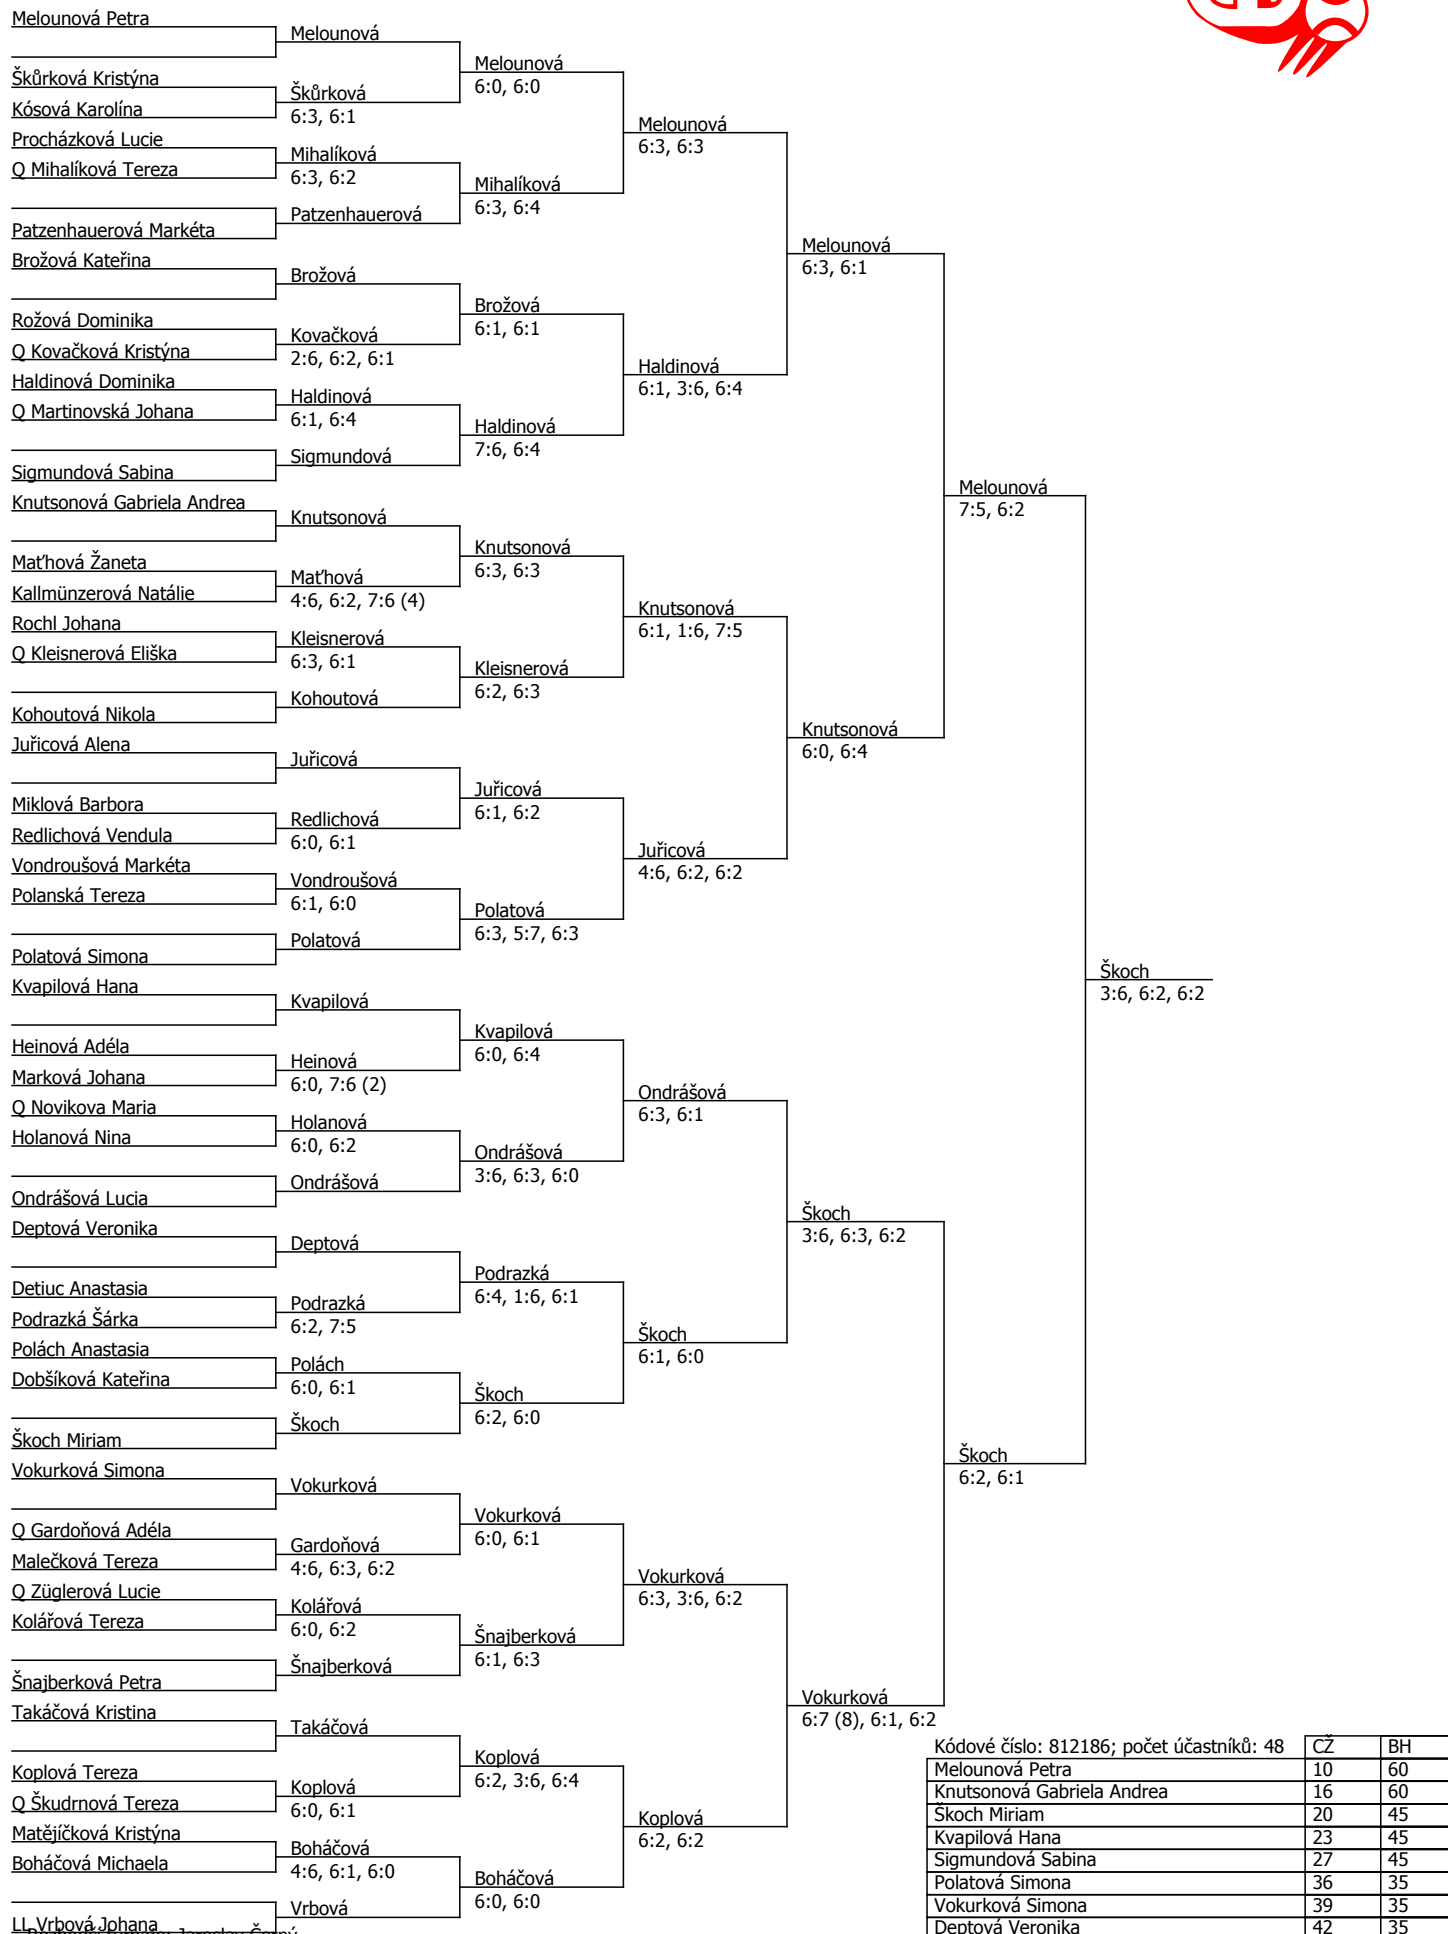 Melounová Petra
Škůrková Kristýna
Kósová Karolína
Procházková Lucie
Q Mihalíková Tereza
Patzenhauerová Markéta
Brožová Kateřina
Rožová Dominika
Q Kovačková Kristýna
Haldinová Dominika
Q Martinovská Johana
Sigmundová Sabina
Knutsonová Gabriela Andrea
Maťhová Žaneta
Kallmünzerová Natálie
Rochl Johana
Q Kleisnerová Eliška
Kohoutová Nikola
Juřicová Alena
Miklová Barbora
Redlichová Vendula
Vondroušová Markéta
Polanská Tereza
Polatová Simona
Kvapilová Hana
Heinová Adéla
Marková Johana
Q Novikova Maria
Holanová Nina
Ondrášová Lucia
Deptová Veronika
Detiuc Anastasia
Podrazká Šárka
Polách Anastasia
Dobšíková Kateřina
Škoch Miriam
Vokurková Simona
Q Gardoňová Adéla
Malečková Tereza
Q Züglerová Lucie
Kolářová Tereza
Šnajberková Petra
Takáčová Kristina
Koplová Tereza
Q Škudrnová Tereza
Matějíčková Kristýna
Boháčová Michaela
LL Vrbová Johana
Melounová
Škůrková
6:3, 6:1
Mihalíková
6:3, 6:2
Patzenhauerová
Brožová
Kovačková
2:6, 6:2, 6:1
Haldinová
6:1, 6:4
Sigmundová
Knutsonová
Maťhová
4:6, 6:2, 7:6 (4)
Kleisnerová
6:3, 6:1
Kohoutová
Juřicová
Redlichová
6:0, 6:1
Vondroušová
6:1, 6:0
Polatová
Kvapilová
Heinová
6:0, 7:6 (2)
Holanová
6:0, 6:2
Ondrášová
Deptová
Podrazká
6:2, 7:5
Polách
6:0, 6:1
Škoch
Vokurková
Gardoňová
4:6, 6:3, 6:2
Kolářová
6:0, 6:2
Šnajberková
Takáčová
Koplová
6:0, 6:1
Boháčová
4:6, 6:1, 6:0
Vrbová
Melounová
6:0, 6:0
Mihalíková
6:3, 6:4
Brožová
6:1, 6:1
Haldinová
7:6, 6:4
Knutsonová
6:3, 6:3
Kleisnerová
6:2, 6:3
Juřicová
6:1, 6:2
Polatová
6:3, 5:7, 6:3
Kvapilová
6:0, 6:4
Ondrášová
3:6, 6:3, 6:0
Podrazká
6:4, 1:6, 6:1
Škoch
6:2, 6:0
Vokurková
6:0, 6:1
Šnajberková
6:1, 6:3
Koplová
6:2, 3:6, 6:4
Boháčová
6:0, 6:0
Melounová
6:3, 6:3
Haldinová
6:1, 3:6, 6:4
Knutsonová
6:1, 1:6, 7:5
Juřicová
4:6, 6:2, 6:2
Ondrášová
6:3, 6:1
Škoch
6:1, 6:0
Vokurková
6:3, 3:6, 6:2
Koplová
6:2, 6:2
Melounová
6:3, 6:1
Knutsonová
6:0, 6:4
Škoch
3:6, 6:3, 6:2
Vokurková
6:7 (8), 6:1, 6:2
Melounová
7:5, 6:2
Škoch
6:2, 6:1
Škoch
3:6, 6:2, 6:2
Kódové číslo: 812186; počet účastníků: 48 CŽ BH
Melounová Petra 10 60
Knutsonová Gabriela Andrea 16 60
Škoch Miriam 20 45
Kvapilová Hana 23 45
Sigmundová Sabina 27 45
Polatová Simona 36 35
Vokurková Simona 39 35
Deptová Veronika 42 35